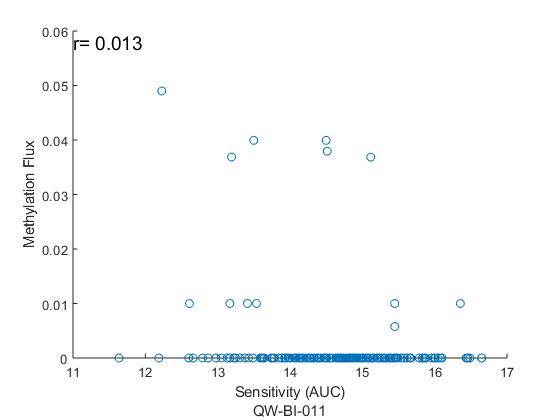 r= 0.013
0.06
0.05
0.04
0.03
0.02
0.01
0
Methylation Flux
11 12 13 14 15 16 17
Sensitivity (AUC)
QW-BI-011